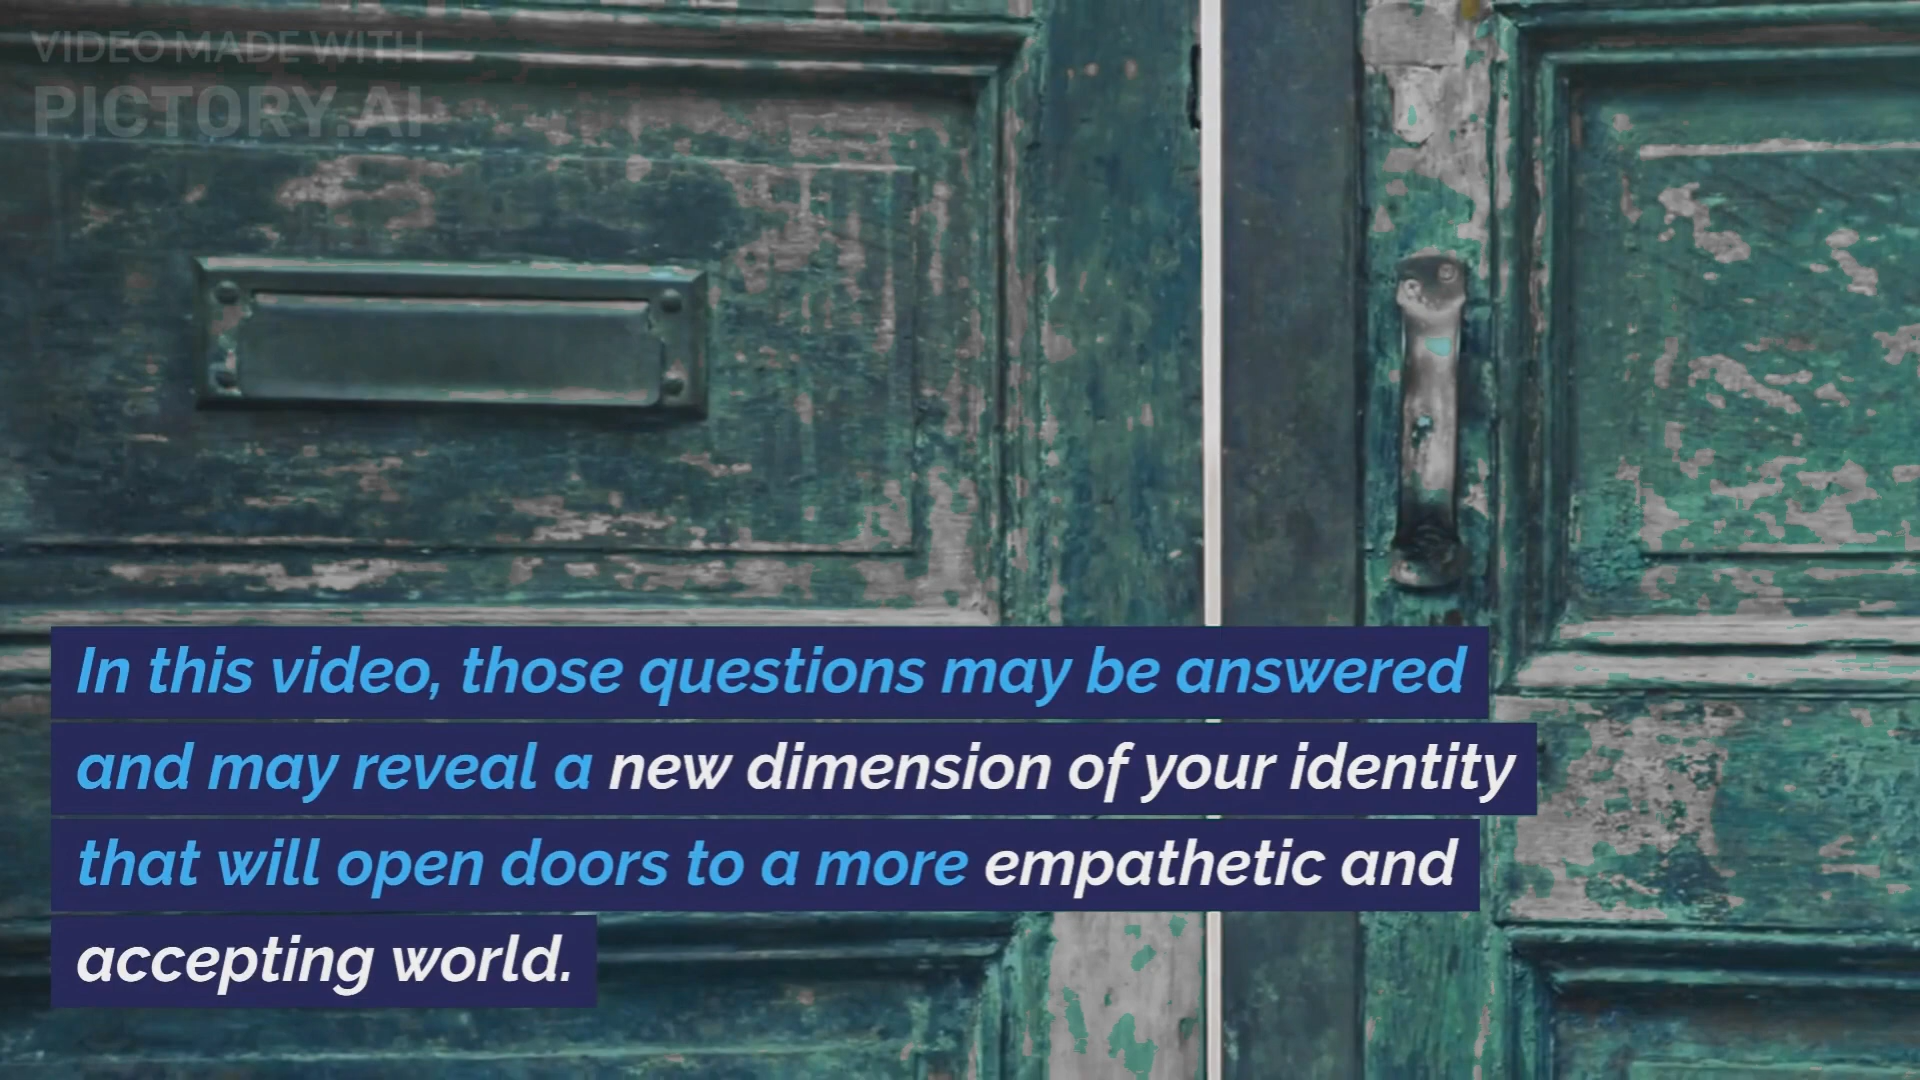 VIDEO MADE WITH
PICTORY.AI
In this video, those questions may be answered
and may reveal a new dimension of your identity
that will open doors to a more empathetic and
accepting world.